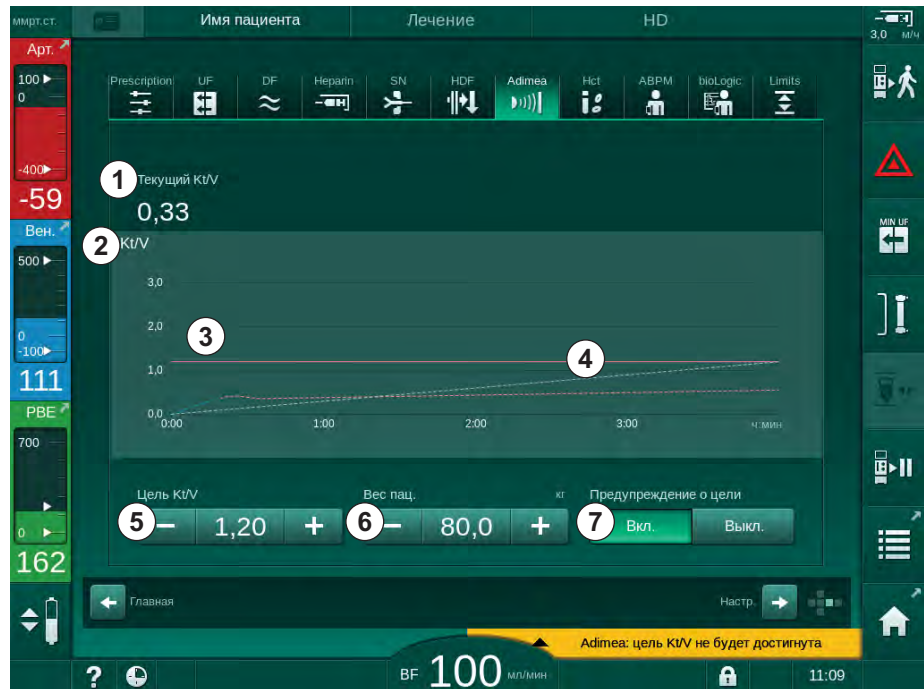 ммрт.ст.
Имя пациента
Лечение
HD
3,0 м/ч
Арт.
100
0
-400
-59
Вен.
500
0
-100
111
PBE
700
0
162
Prescription
UF
DF
Heparin
SN
HDF
Adimea
Hct
ABPM
bioLogic
Limits
1
Текущий Kt/V
0,33
2
Kt/V
3,0
2,0
1,0
0,0
3
4
0:00
1:00
2:00
3:00
ч:мин
Цель Kt/V
Вес пац.
кг
Предупреждение о цели
5
−
1,20
+
6
−
80,0
+
7
Вкл.
Выкл.
Главная
Настр.
Adimea: цель Kt/V не будет достигнута
?
BF 100 мл/мин
11:09
MIN UF